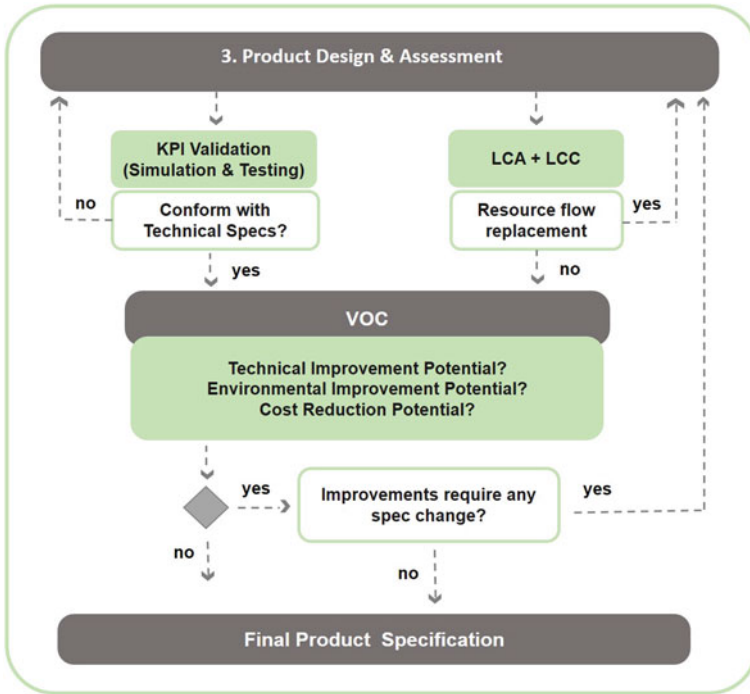 3. Product Design & Assessment
KPI Validation
(Simulation & Testing)
LCA + LCC
no
Conform with
Technical Specs?
Resource flow
replacement
yes
yes
no
VOC
Technical Improvement Potential?
Environmental Improvement Potential?
Cost Reduction Potential?
yes
Improvements require any
spec change?
yes
no
no
Final Product Specification